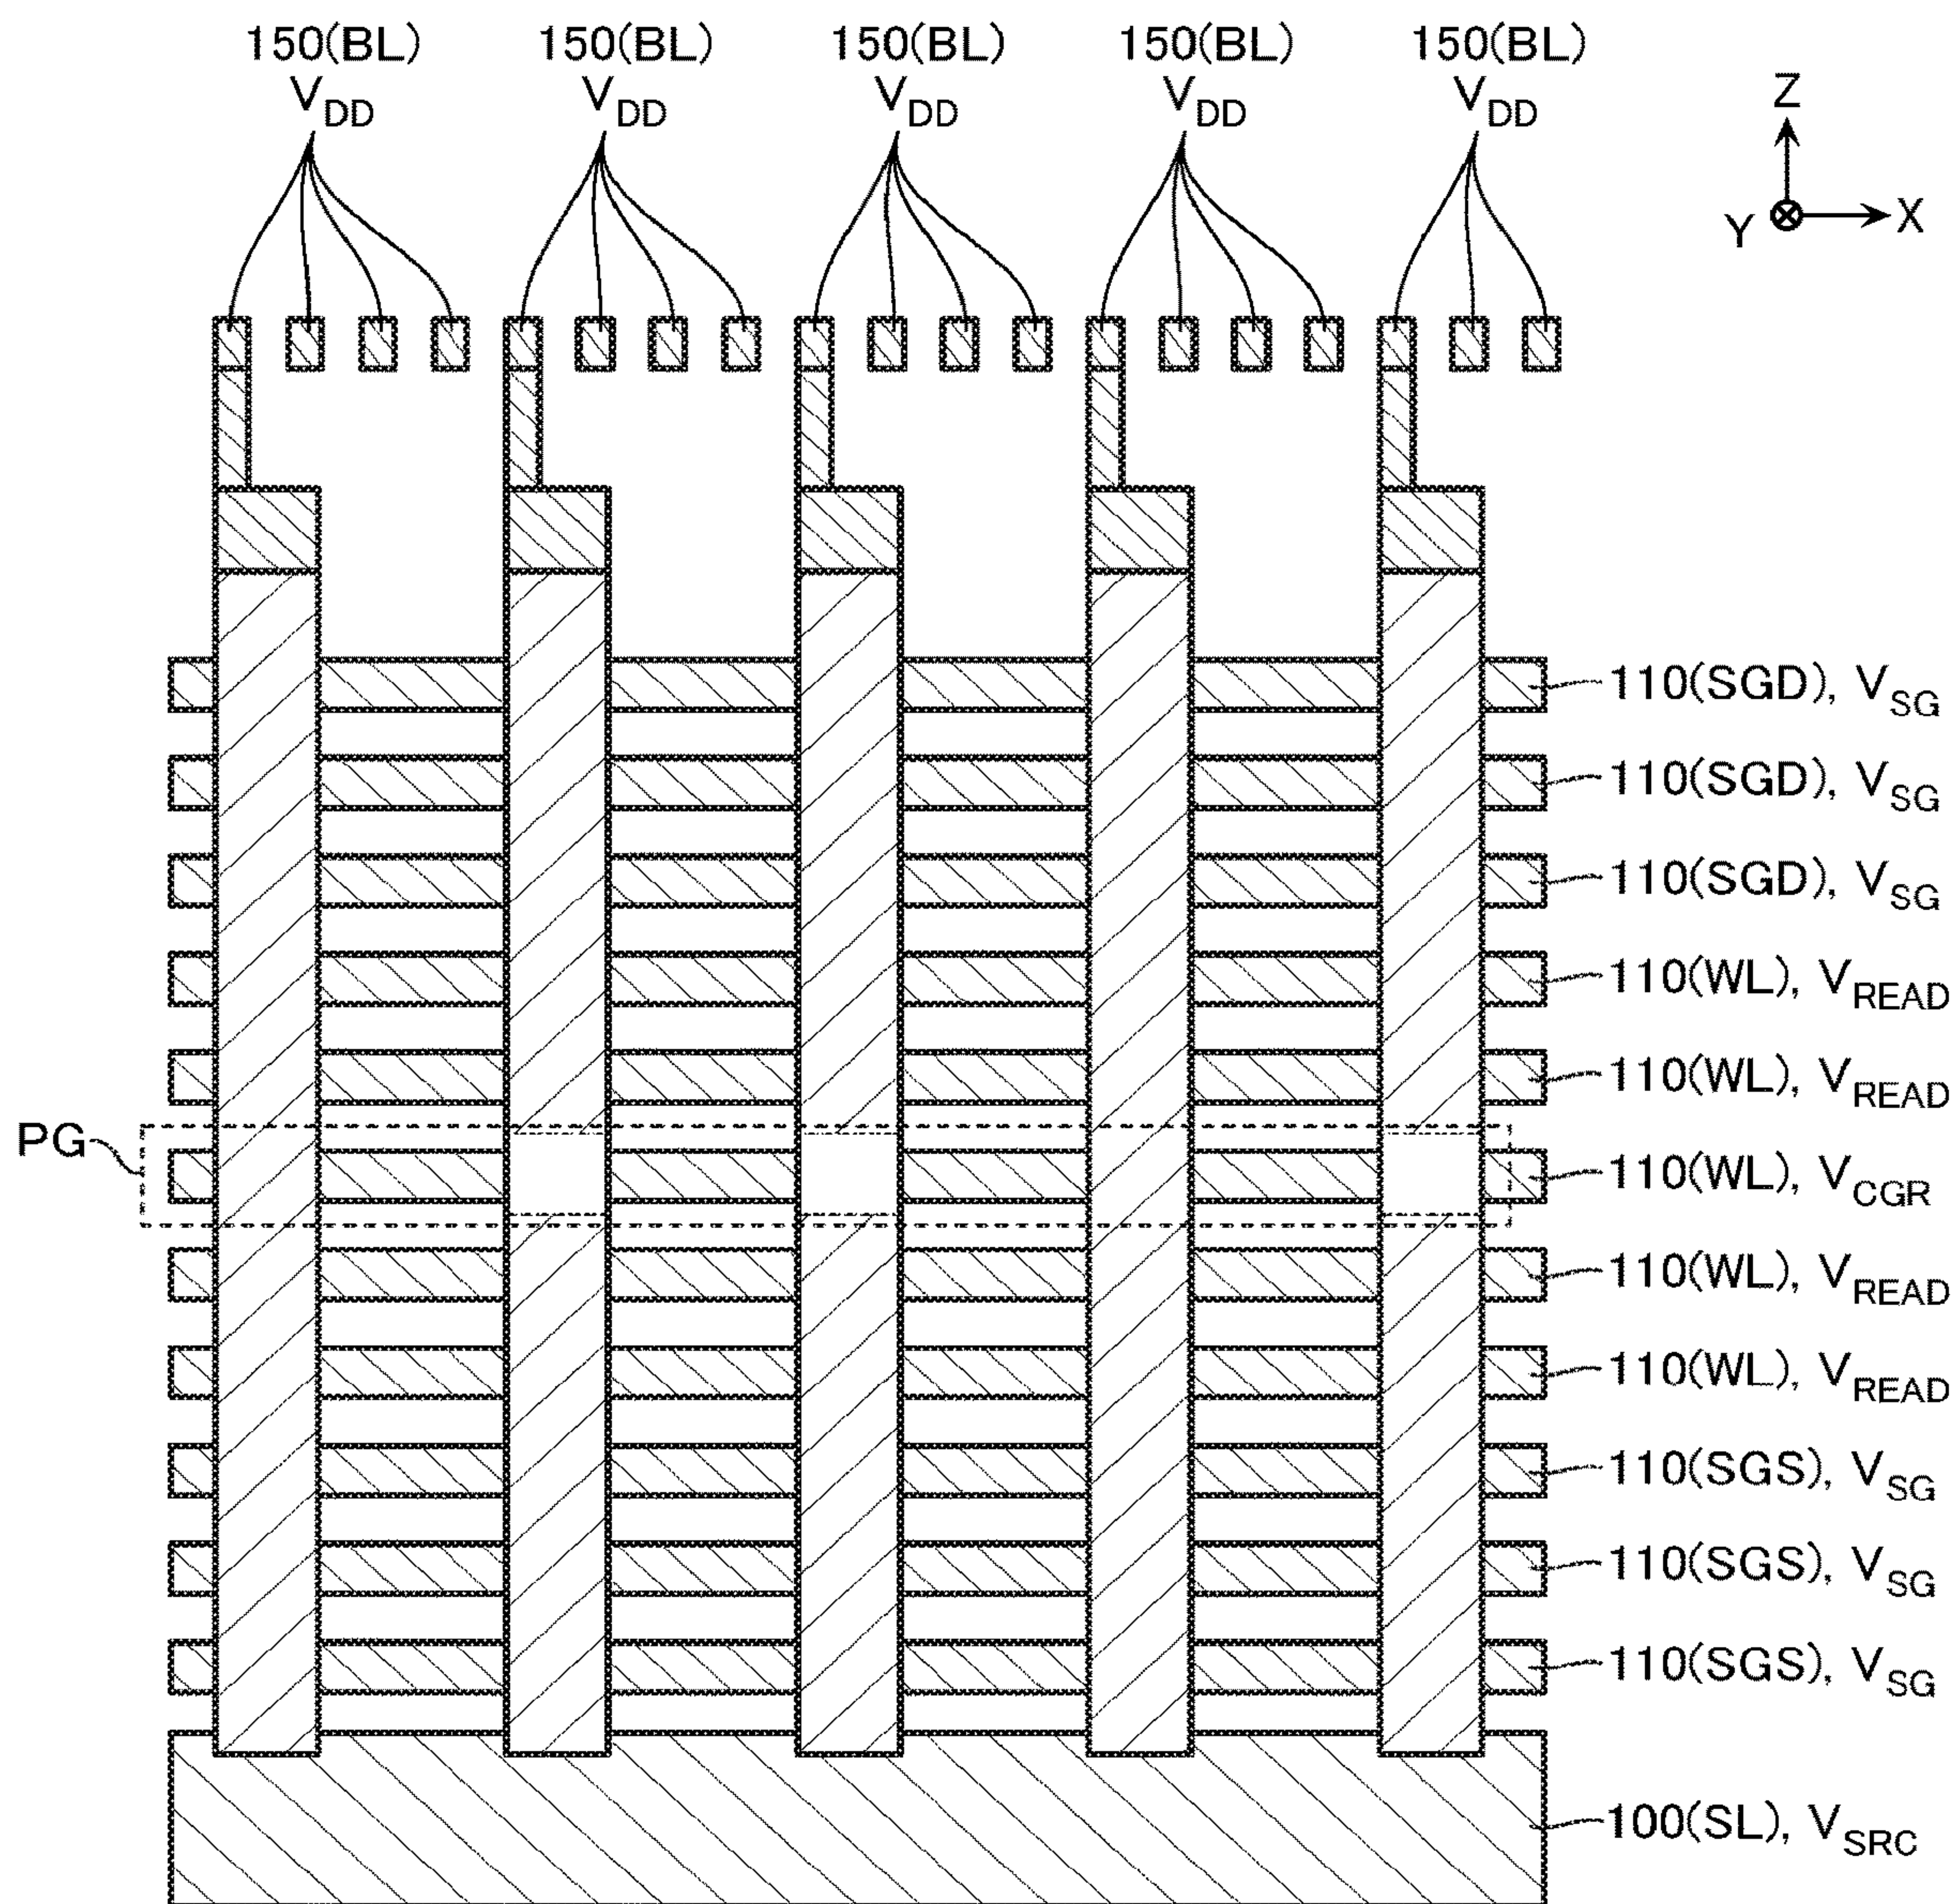 150(BL) 150(BL) 150(BL) 150(BL) 150(BL)
VDD VDD VDD VDD VDD
Z
Y X
110(SGD), VSG
110(SGD), VSG
110(SGD), VSG
110(WL), VREAD
110(WL), VREAD
PG
110(WL), VCGR
110(WL), VREAD
110(WL), VREAD
110(SGS), VSG
110(SGS), VSG
110(SGS), VSG
100(SL), VSRC